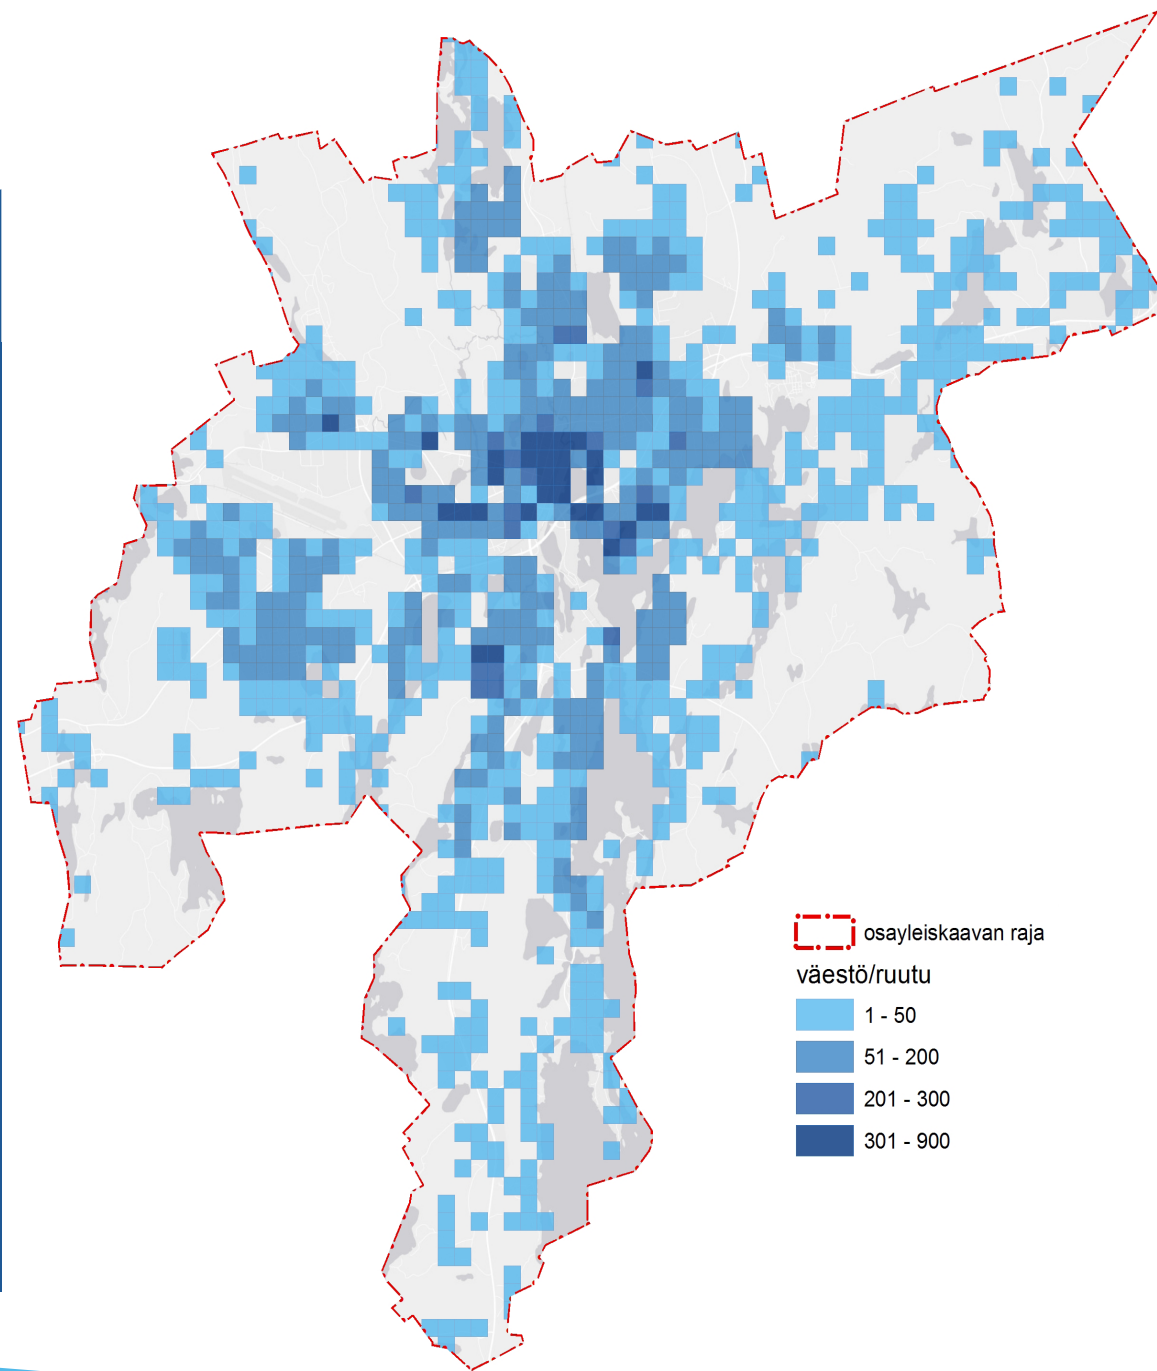 osayleiskaavan raja
väestö/ruutu
1 - 50
51 - 200
201 - 300
301 - 900